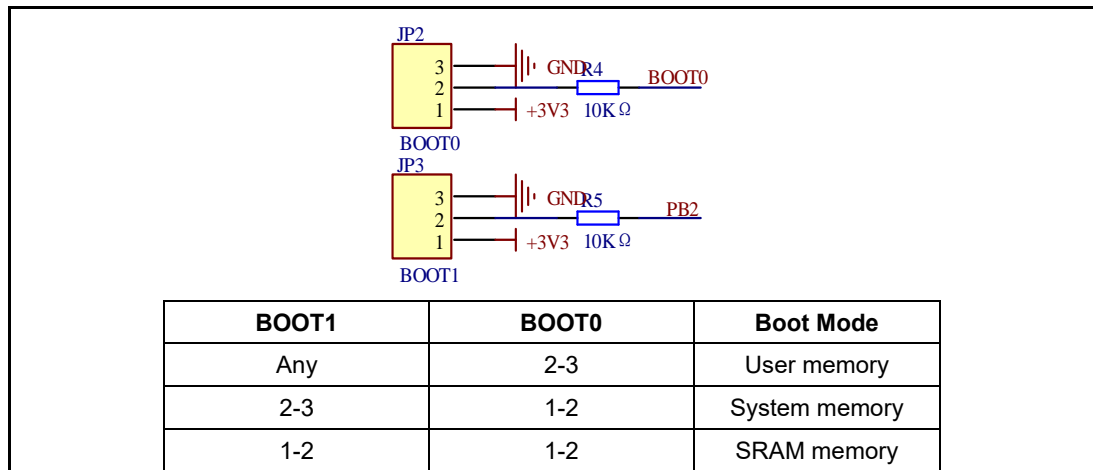 JP2
3 GND R4 BOOT0
2
1 +3V3 10K Ω
BOOT0
JP3
3 GND R5 PB2
2
1 +3V3 10K Ω
BOOT1
BOOT1 BOOT0 Boot Mode
Any 2-3 User memory
2-3 1-2 System memory
1-2 1-2 SRAM memory